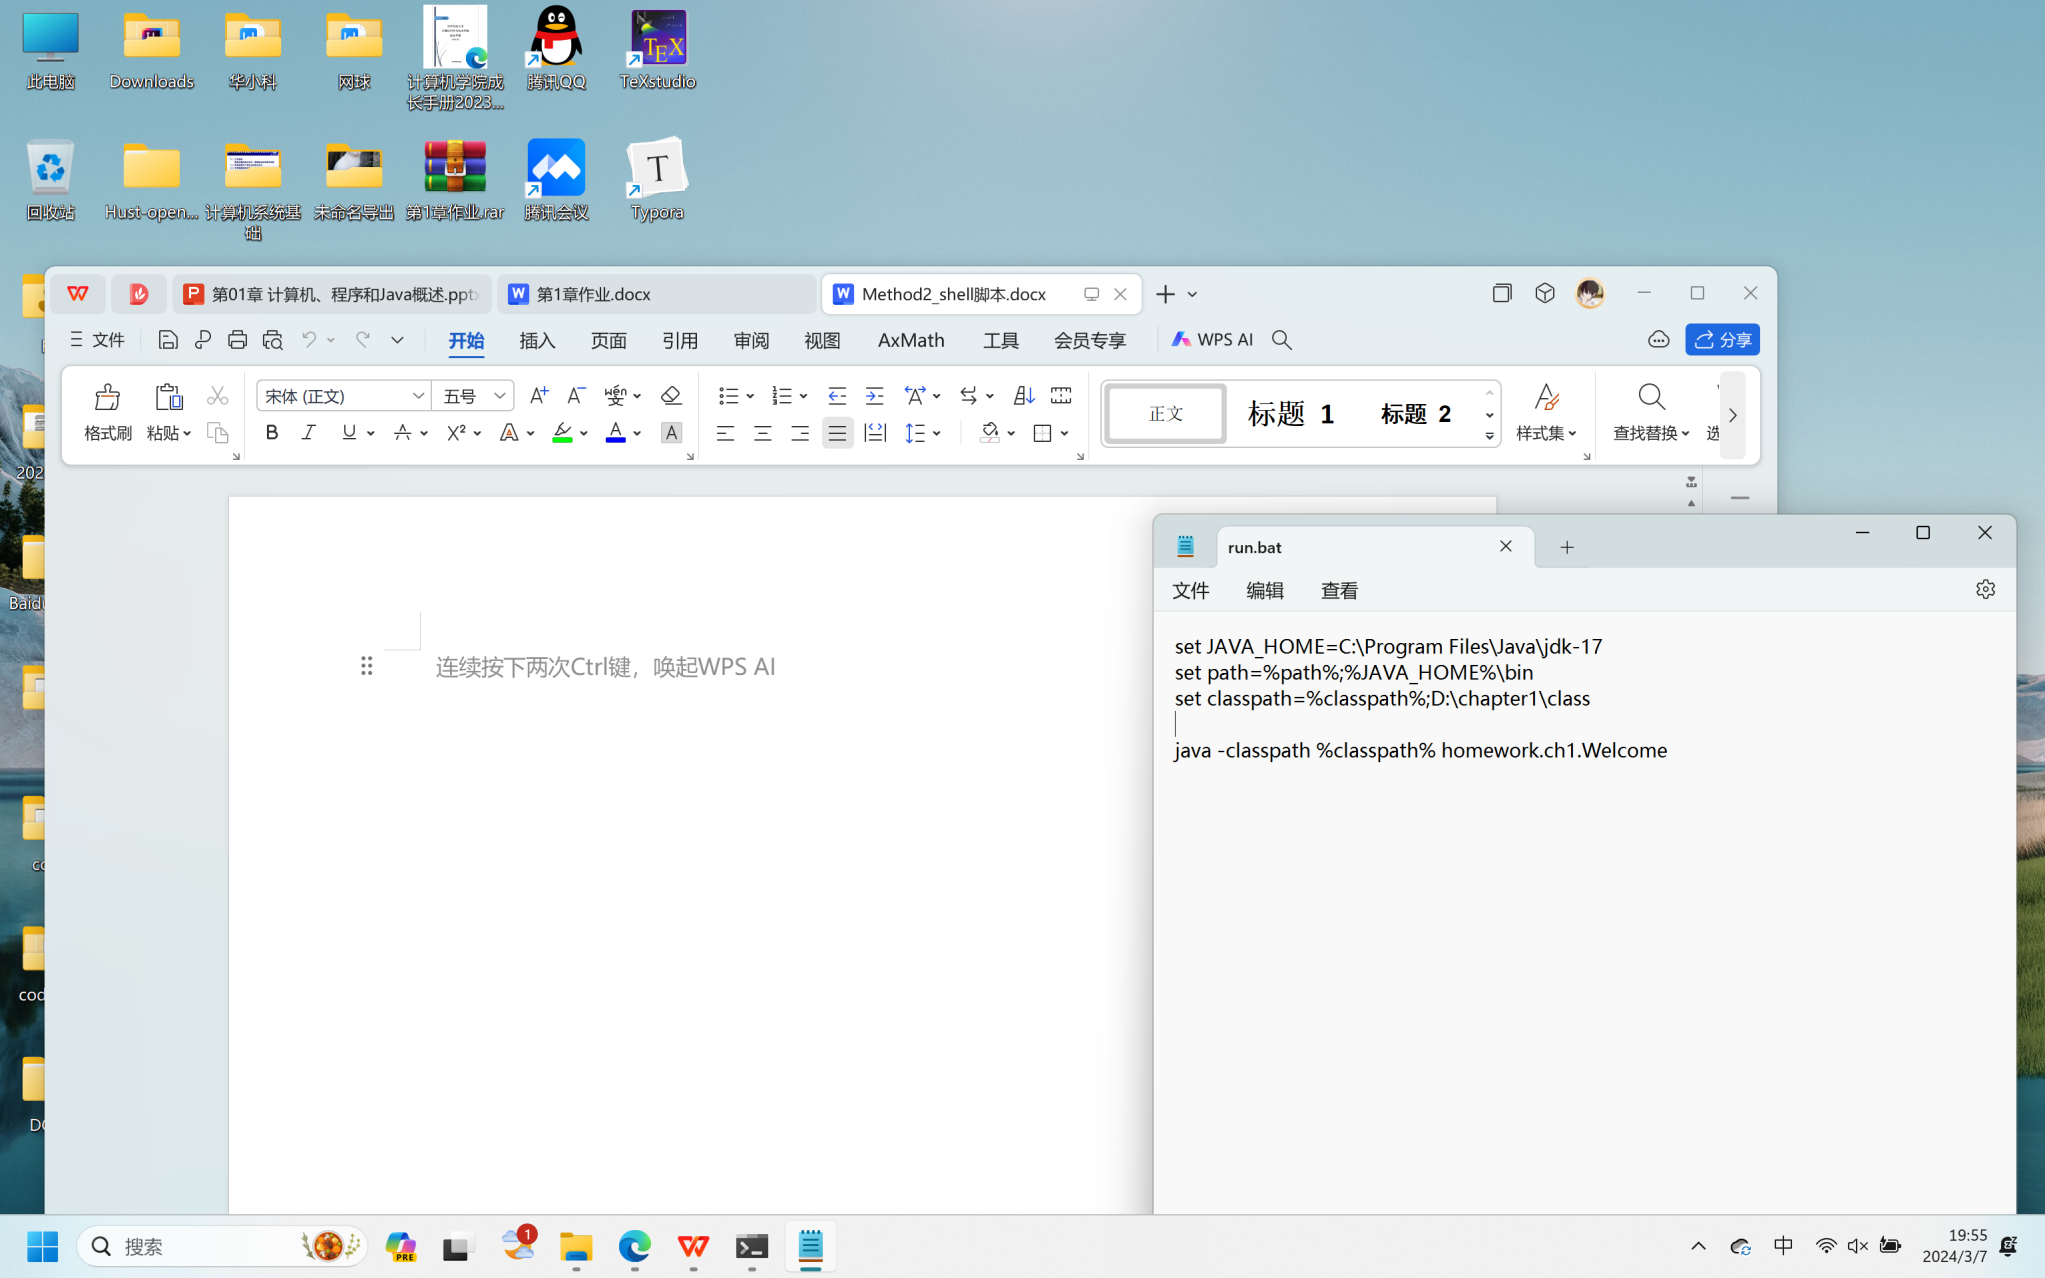 此电脑
Downloads
华小科
网球
计算机学院成
长手册2023...
腾讯QQ
TeXstudio
回收站
Hust-open...
计算机系统基
础
未命名导出
第1章作业.rar
腾讯会议
Typora
202
Baidu
cod
第01章 计算机、程序和Java概述.pptx
第1章作业.docx
Method2_shell脚本.docx
文件
开始
插入
页面
引用
审阅
视图
AxMath
工具
会员专享
WPS AI
分享
格式刷
粘贴
宋体 (正文)
五号
正文
标题 1
标题 2
样式集
查找替换
选
连续按下两次Ctrl键，唤起WPS AI
run.bat
文件
编辑
查看
set JAVA_HOME=C:\Program Files\Java\jdk-17
set path=%path%;%JAVA_HOME%\bin
set classpath=%classpath%;D:\chapter1\class
java -classpath %classpath% homework.ch1.Welcome
搜索
PRE
1
中
19:55
2024/3/7